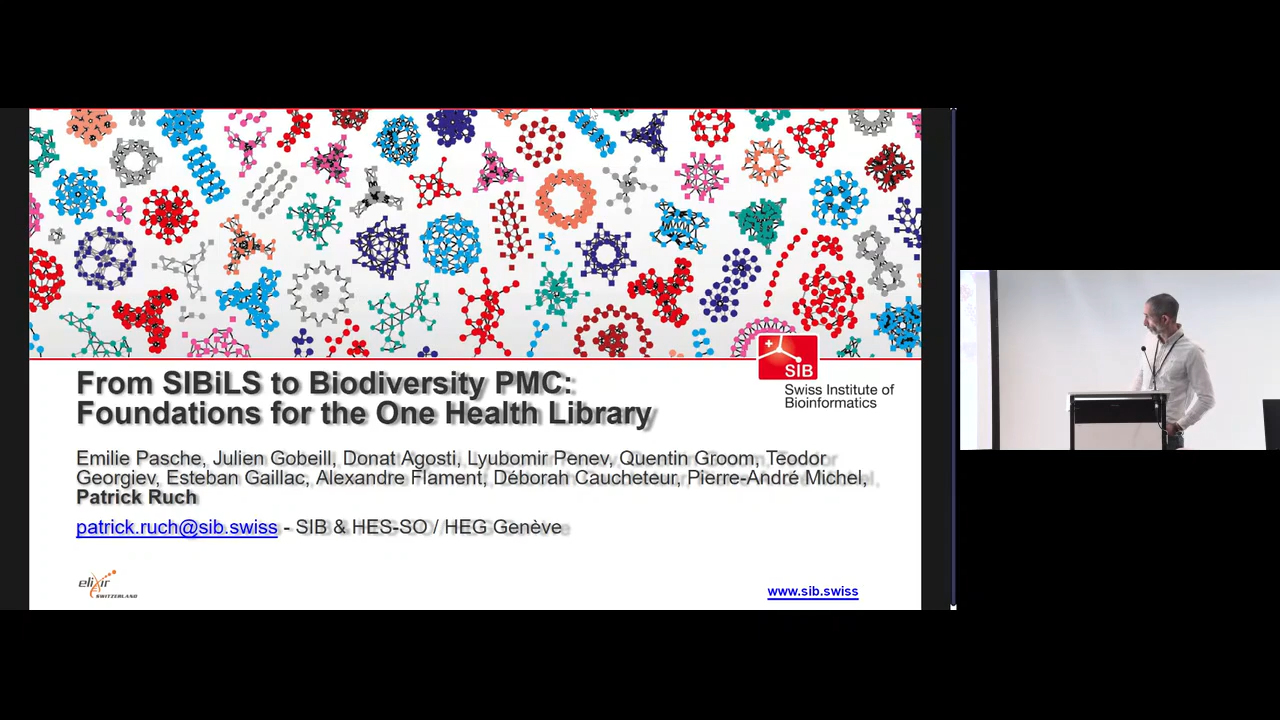 SIB
Swiss Institute of
Bioinformatics
From SIBiLS to Biodiversity PMC:
Foundations for the One Health Library
Emilie Pasche, Julien Gobeill, Donat Agosti, Lyubomir Penev, Quentin Groom, Teodor
Georgiev, Esteban Gaillac, Alexandre Flament, Déborah Caucheteur, Pierre-André Michel,
Patrick Ruch
patrick.ruch@sib.swiss - SIB & HES-SO / HEG Genève
elixir
SWITZERLAND
www.sib.swiss